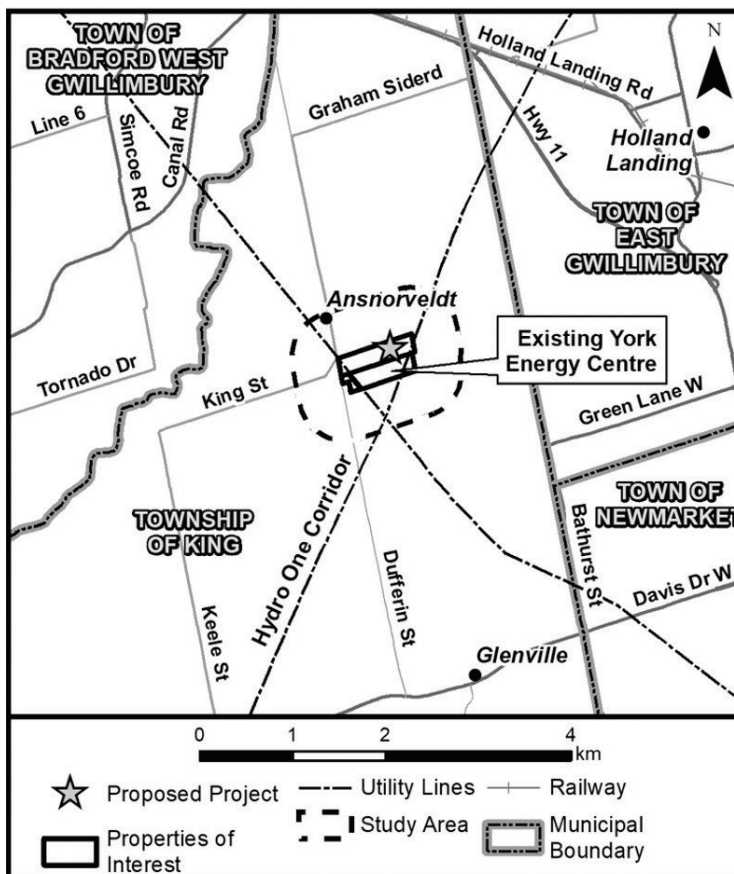 TOWN OF
BRADFORD WEST
GWILLIMBURY
N
Holland Landing Rd
Graham Siderd
Line 6
Simcoe Rd
Canal Rd
Hwy 11
Holland
Landing
TOWN OF
EAST
GWILLIMBURY
Ansnorveldt
Existing York
Energy Centre
Tornado Dr
King St
Green Lane W
TOWNSHIP
OF KING
Hydro One Corridor
TOWN OF
NEWMARKET
Bathurst St
Davis Dr W
Keele St
Dufferin St
Glenville
0 1 2 4
km
Proposed Project
Utility Lines
Railway
Properties of
Interest
Study Area
Municipal
Boundary